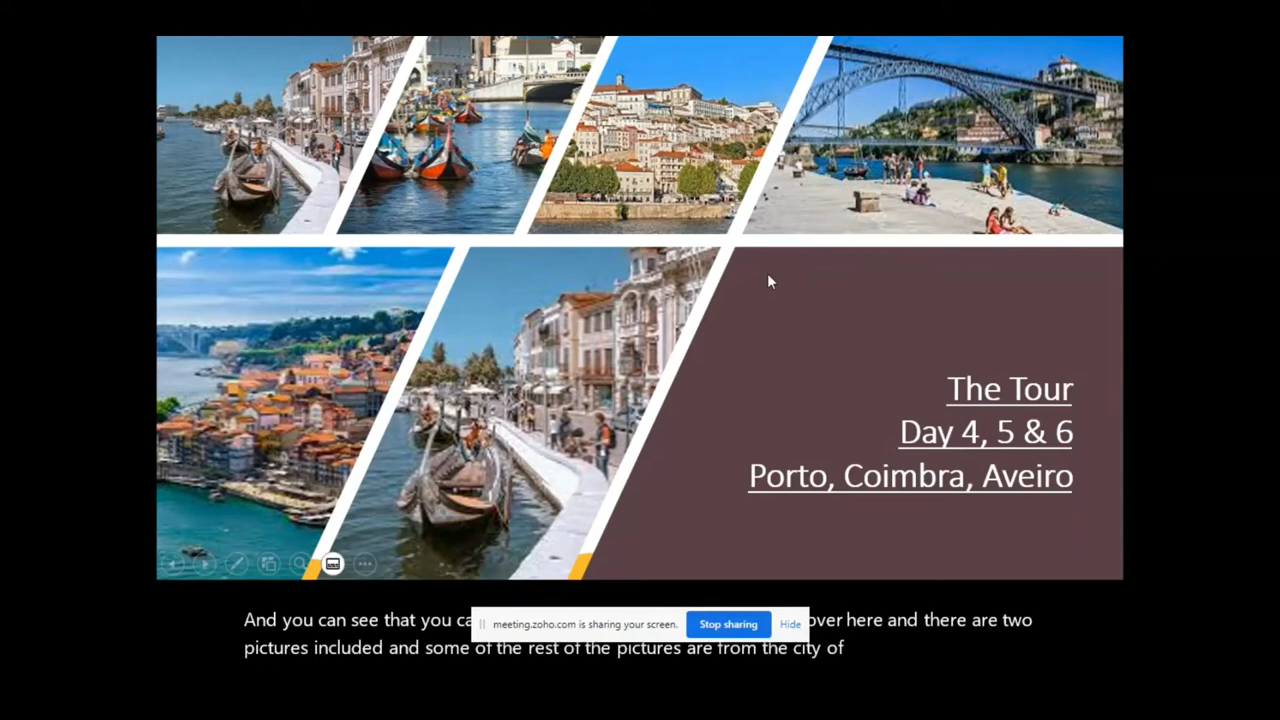 The Tour
Day 4, 5 & 6
Porto, Coimbra, Aveiro
And you can see that you over here and there are two
meeting.zoho.com is sharing your screen. Stop sharing Hide
pictures included and some of the rest of the pictures are from the city of